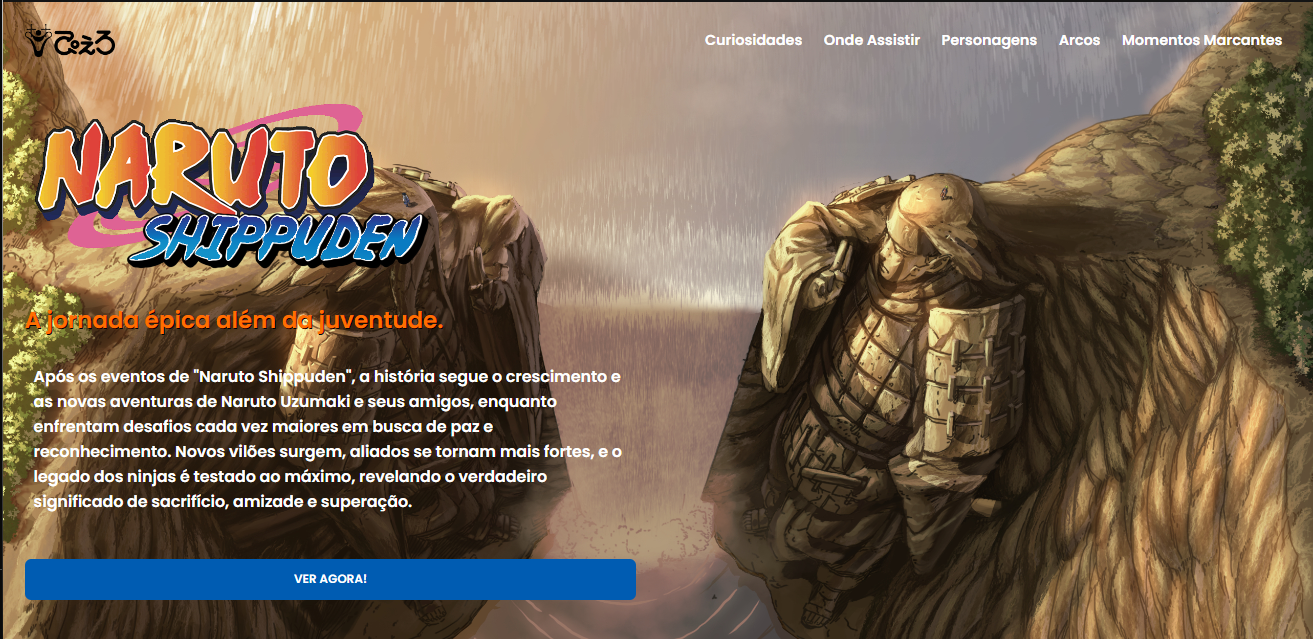 Curiosidades Onde Assistir Personagens Arcos Momentos Marcantes
NARUTO
SHIPPUDEN
A jornada épica além da juventude.
Após os eventos de "Naruto Shippuden", a história segue o crescimento e
as novas aventuras de Naruto Uzumaki e seus amigos, enquanto
enfrentam desafios cada vez maiores em busca de paz e
reconhecimento. Novos vilões surgem, aliados se tornam mais fortes, e o
legado dos ninjas é testado ao máximo, revelando o verdadeiro
significado de sacrifício, amizade e superação.
VER AGORA!